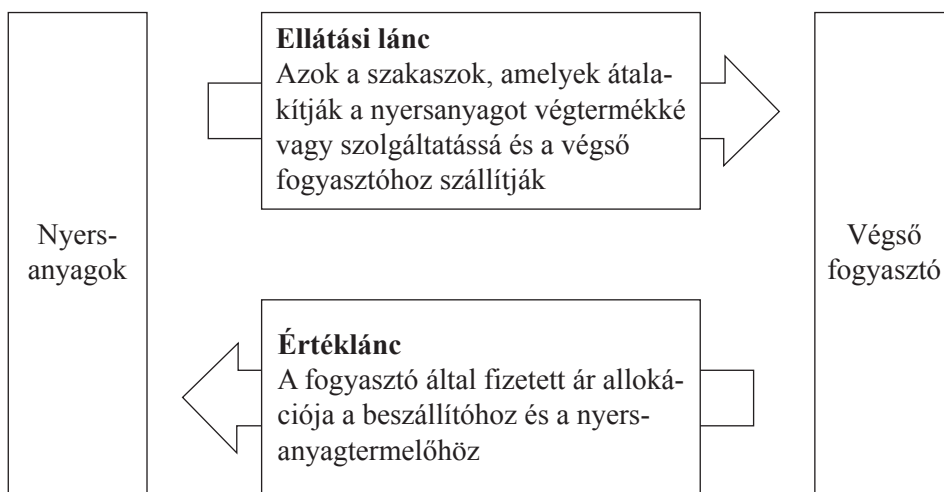 Nyers-
anyagok
Ellátási lánc
Azok a szakaszok, amelyek átala-
kítják a nyersanyagot végtermékké
vagy szolgáltatássá és a végső
fogyasztóhoz szállítják
Értéklánc
A fogyasztó által fizetett ár alloká-
ciója a beszállítóhoz és a nyers-
anyagtermelőhöz
Végső
fogyasztó